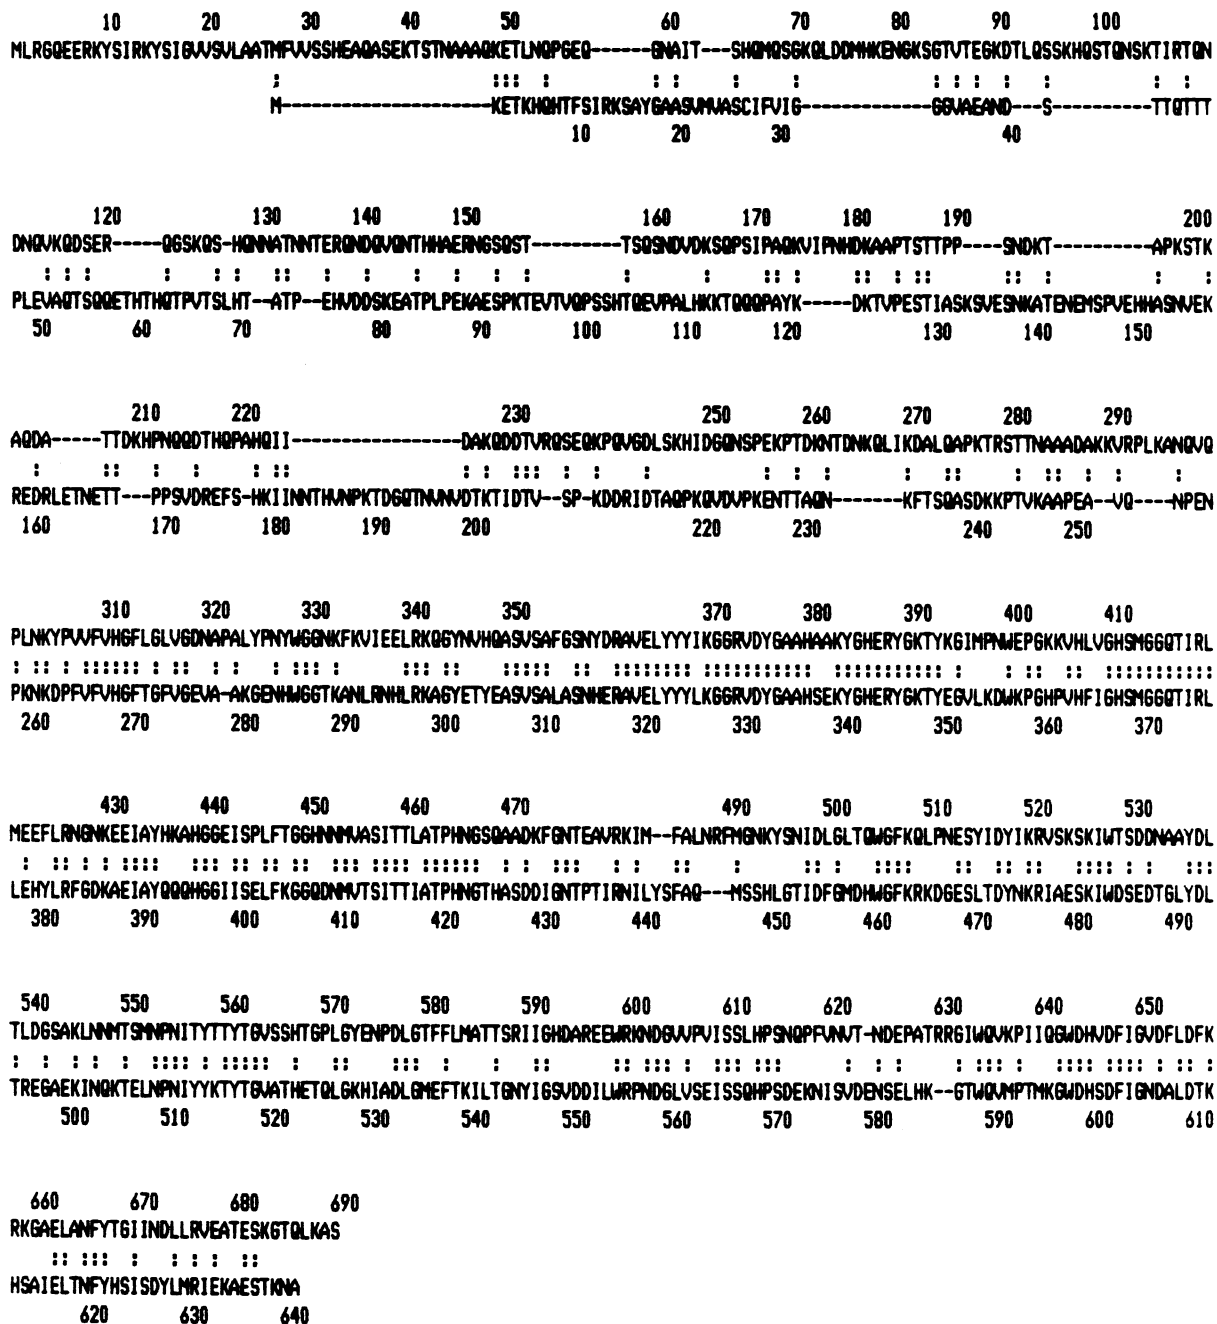 10 20 30 40 50 60 70 80 90 100
MLRGQEERKYSIRKYSIGVVSVLAATMFVVSSHEAQASEKTSTNAAAQKETLNQPGEQ------GNAIT---SHQMQSGKQLDDMHKENGKSGTVTEGKDTLQSSKHQSTQNSKTIRTQN
: ::: : : : : : : : : : : : :
M---------------------KETKHQHTFSIRKSAYGAASVMVASCIFVIG-------------GGVAEAND---S----------TTQTTT
10 20 30 40
120 130 140 150 160 170 180 190 200
DNQVKQDSER-----QGSKQS-HQNNATNNTERQNDQVQNTHHAERNGSQST---------TSQSNDVDKSQPSIPAQKVIPNHDKAAPTSTTPP-----SNDKT----------APKSTK
: : : : : : :: : : : : : : : :: : :: : :: :: : : :
PLEVAQTSQQETHTHQTPVTSLHT--ATP---EHVDDSKEATPLPEKAESPKTEVTVQPSSHTQEVPALHKKTQQQPAYK-----DKTVPESTIASKSVESNKATENEMSPVEHHASNVEK
50 60 70 80 90 100 110 120 130 140 150
210 220 230 250 260 270 280 290
AQDA-----TTDKHPNQQDTHQPAHQII-----------------DAKQDDTVRQSEQKPQVGDLSKHIDGQNSPEKPTDKNTDNKQLIKDALQAPKTRSTTNAAADAKKVRPLKANQVQ
: :: : : : :: : : :: : : : : : : : : :: : :: : : :
REDRLETNETT---PPSVDREFS-HKIINNTHVNPKTDGQTNVNVDTKTIDTV--SP-KDDRIDTAQPKQVDVPKENTTAQN-------KFTSQASDKKPTVKAAPEA--VQ----NPEN
160 170 180 190 200 220 230 240 250
310 320 330 340 350 370 380 390 400 410
PLNKYPVVFVHGFLGLVGDNAPALYPNYWGGNKFKVIEELRKQGYNVHQASVSAFGSNYDRAVELYYYIKGGRVDYGAAHAAKYGHERYGKTYKGIMPNWEPGKKVHLVGHSMGGQTIRL
PKNKDPFVFVHGFTGFVGEVA-AKGENHWGGTKANLRNHLRKAGYETYEASVSALASNHERAVELYYYLKGGRVDYGAAHSEKYGHERYGKTYEGVLKDWKPGHPVHFIGHSMGGQTIRL
260 270 280 290 300 310 320 330 340 350 360 370
430 440 450 460 470 490 500 510 520 530
MEEFLRNGNKEEIAYHKAHGGEISPLFTGGHNNMVASITTLATPHNGSQAADKFGNTEAVRKIM--FALNRFMGNKYSNIDLGLTQWGFKQLPNESYIDYIKRVSKSKIWTSDDNAAYDL
LEHYLRFGDKAEIAYQQQHGGIISELFKGGQDNMVTSITTIATPHNGTHASDDIGNTPTIRNILYSFAQ---MSSHLGTIDFGMDHWGFKRKDGESLTDYNKRIAESKIWDSEDTGLYDL
380 390 400 410 420 430 440 450 460 470 480 490
540 550 560 570 580 590 600 610 620 630 640 650
TLDGSAKLNNMTSMNPNITYTTYTGVSSHTGPLGYENPDLGTFFLMATTSRIIGHDAREEWRKNDGVVPVISSLHPSNQPFVNVT-NDEPATRRGIWQVKPIIQGWDHVDFIGVDFLDFK
TREGAEKINQKTELNPNIYYKTYTGVATHETQLGKHIADLGMEFTKILTGNYIGSVDDILWRPNDGLVSEISSQHPSDEKNISVDENSELHK--GTWQVMPTMKGWDHSDFIGNDALDTK
500 510 520 530 540 550 560 570 580 590 600 610
660 670 680 690
RKGAELANFYTGIINDLLRVEATESKGTQLKAS
:: ::: : : : : ::
HSAIELTNFYHSISDYLMRIEKAESTKNA
620 630 640